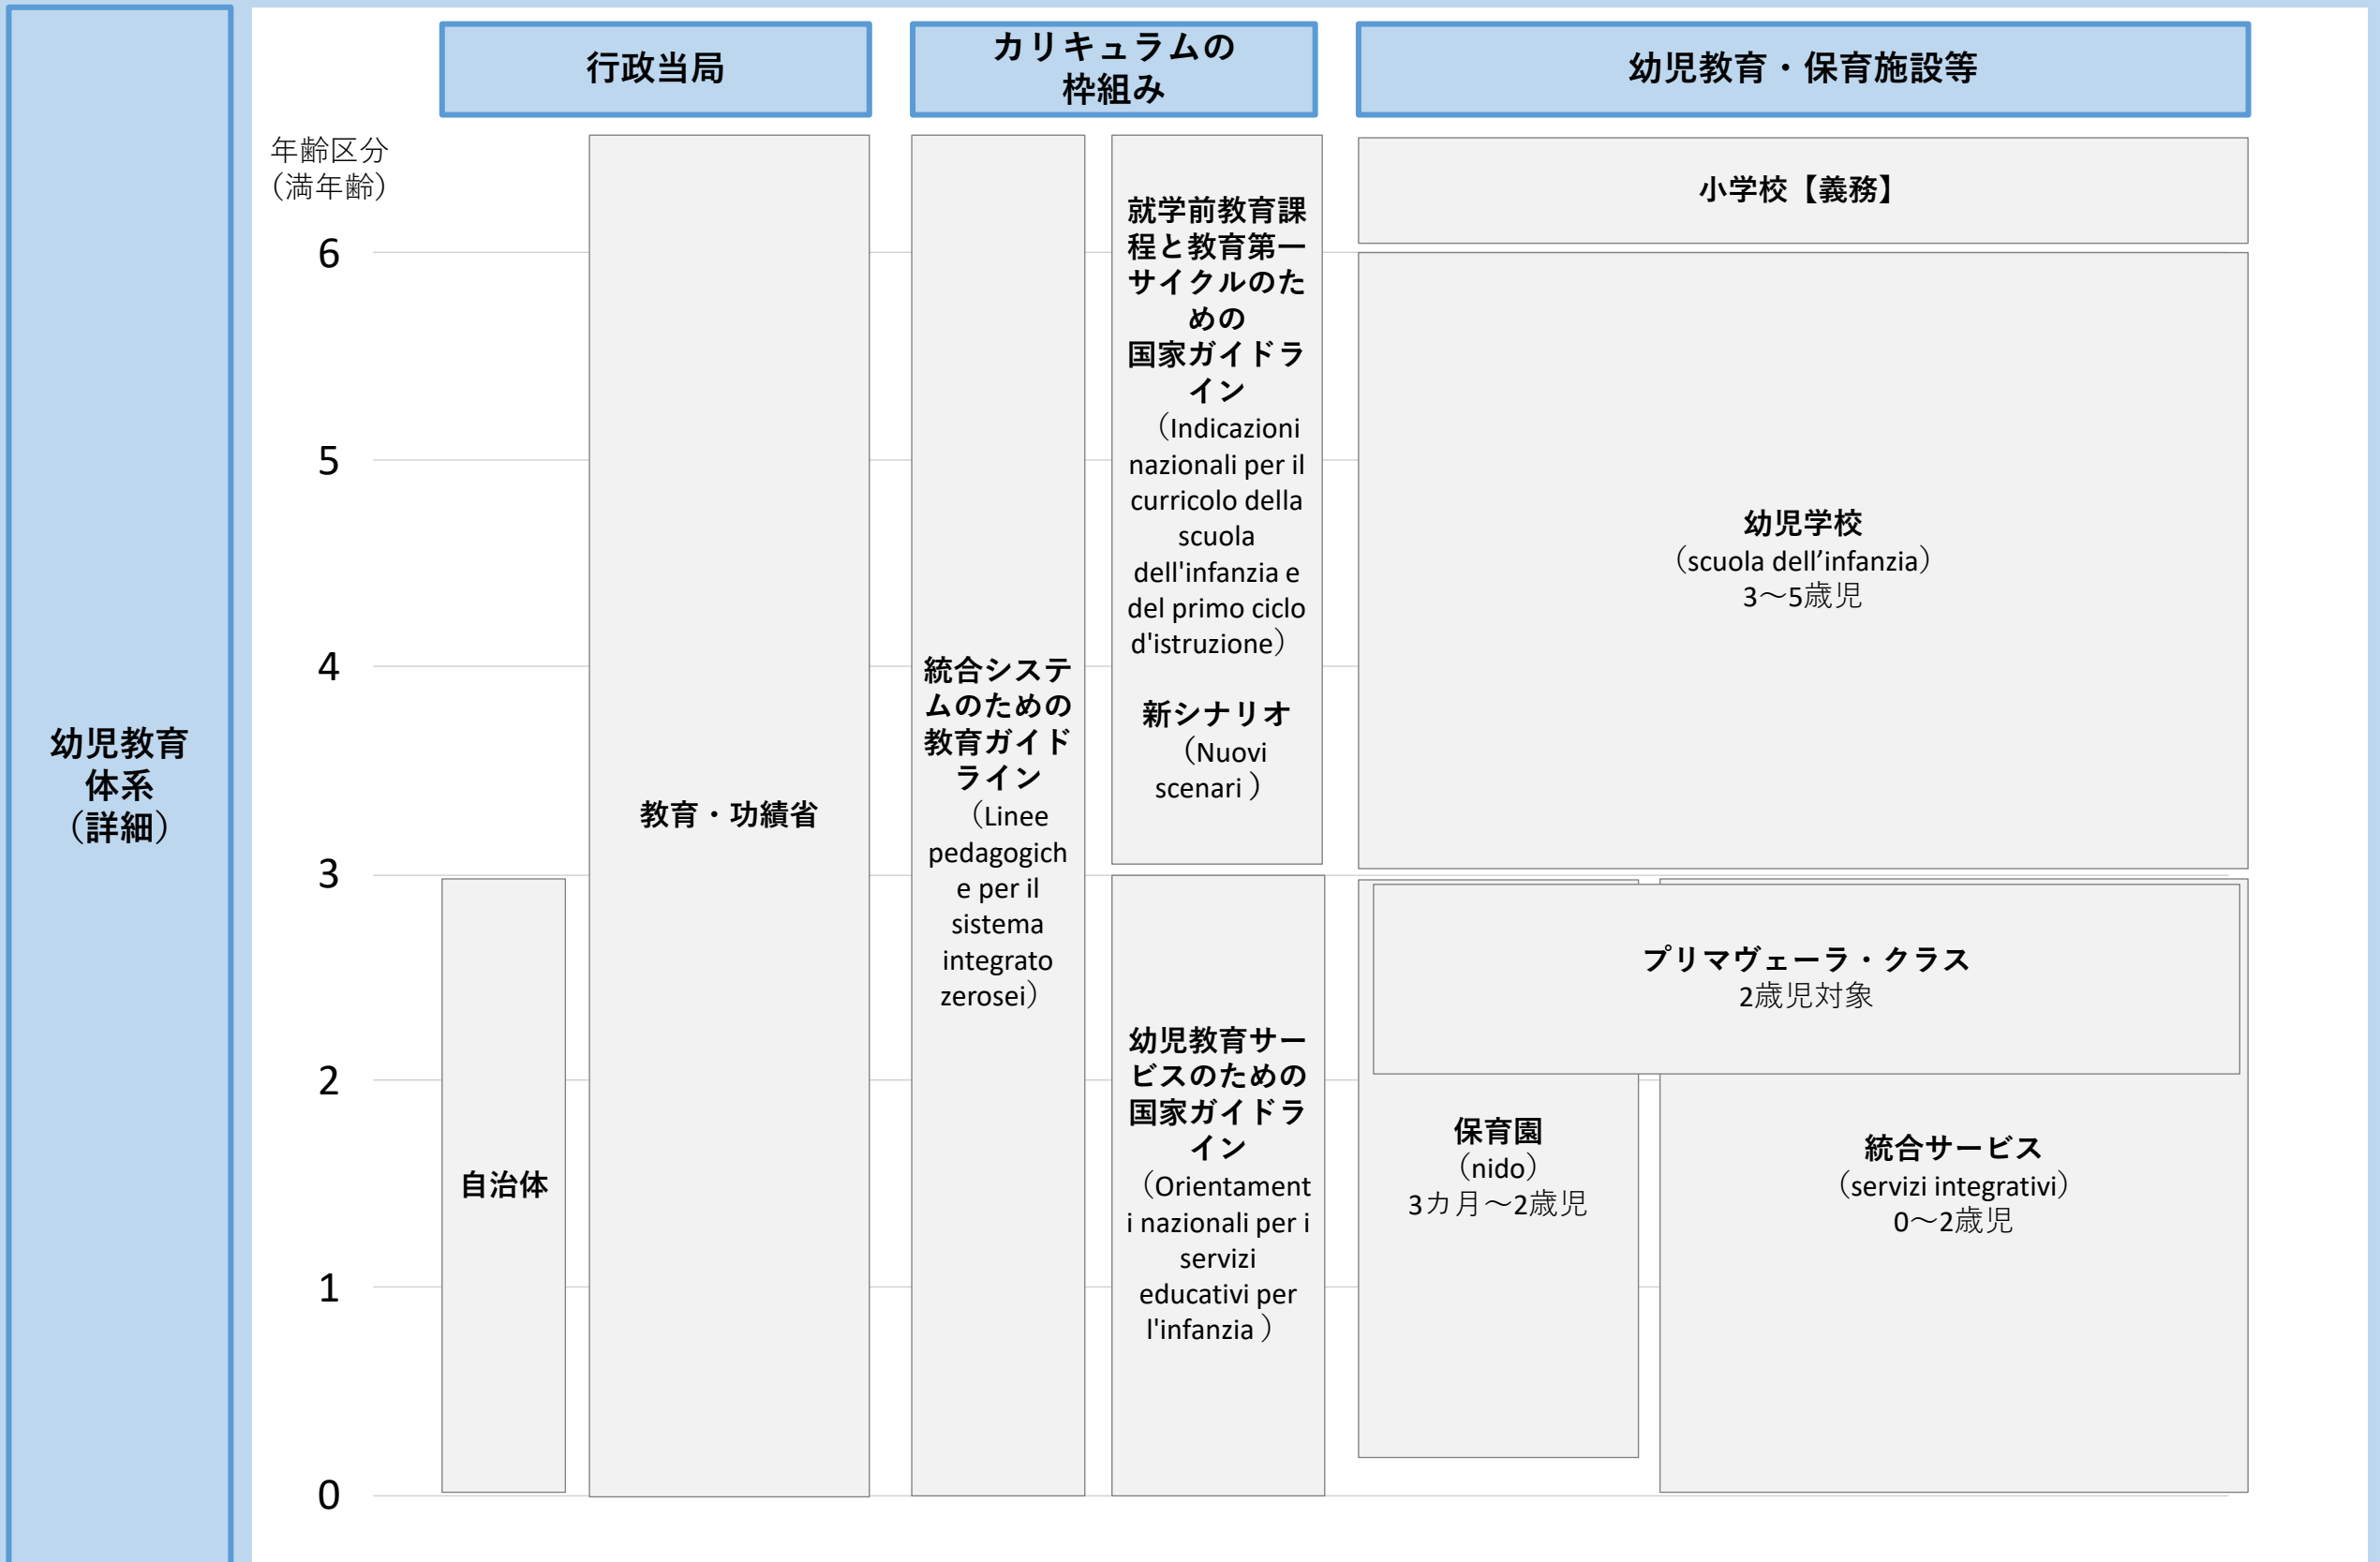 幼児教育
体系
（詳細）
行政当局
カリキュラムの
枠組み
幼児教育・保育施設等
年齢区分
（満年齢）
6
5
4
3
2
1
0
自治体
教育・功績省
統合システ
ムのための
教育ガイド
ライン
（Linee
pedagogich
e per il
sistema
integrato
zerosei）
就学前教育課
程と教育第一
サイクルのた
めの
国家ガイドラ
イン
（Indicazioni
nazionali per il
curricolo della
scuola
dell'infanzia e
del primo ciclo
d'istruzione）
新シナリオ
（Nuovi
scenari ）
幼児教育サー
ビスのための
国家ガイドラ
イン
（Orientament
i nazionali per i
servizi
educativi per
l'infanzia ）
小学校【義務】
幼児学校
（scuola dell’infanzia）
3～5歳児
プリマヴェーラ・クラス
2歳児対象
保育園
（nido）
3カ月～2歳児
統合サービス
（servizi integrativi）
0～2歳児